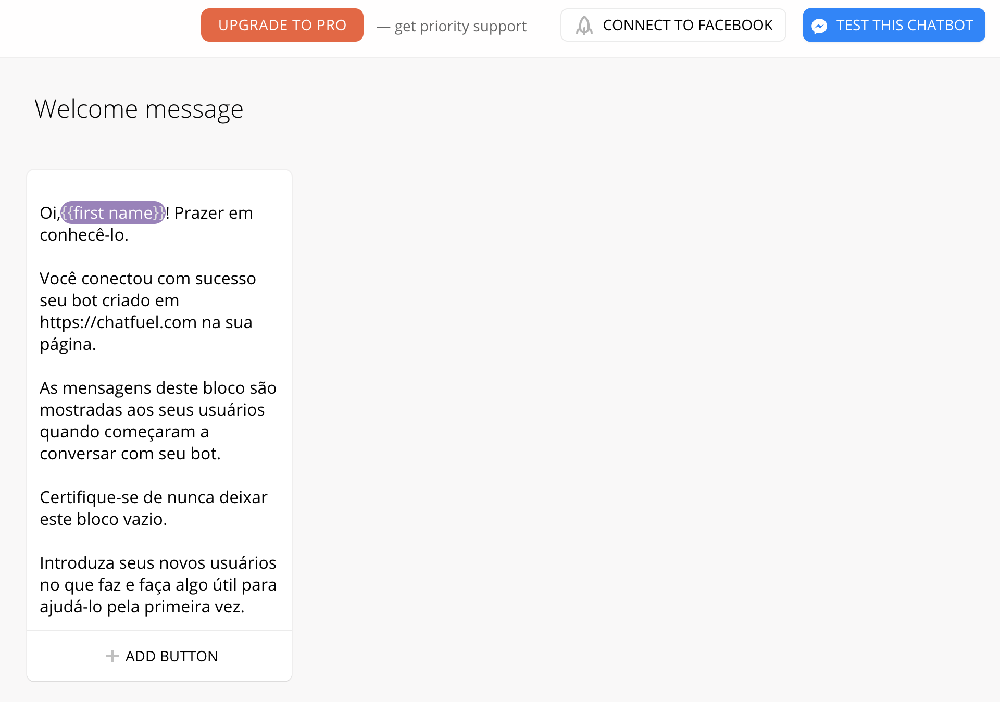 UPGRADE TO PRO — get priority support CONNECT TO FACEBOOK TEST THIS CHATBOT
Welcome message
Oi,{{first name}}! Prazer em
conhecê-lo.
Você conectou com sucesso
seu bot criado em
https://chatfuel.com na sua
página.
As mensagens deste bloco são
mostradas aos seus usuários
quando começaram a
conversar com seu bot.
Certifique-se de nunca deixar
este bloco vazio.
Introduza seus novos usuários
no que faz e faça algo útil para
ajudá-lo pela primeira vez.
ADD BUTTON